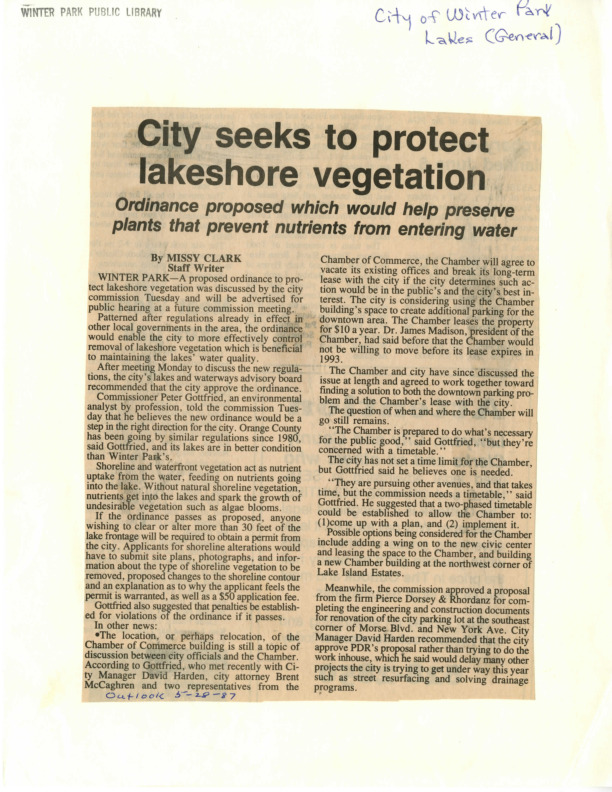 WINTER PARK PUBLIC LIBRARY
City of Winter Park
Lakes (General)
City seeks to protect
lakeshore vegetation
Ordinance proposed which would help preserve
plants that prevent nutrients from entering water
By MISSY CLARK
Staff Writer
WINTER PARK—A proposed ordinance to pro-
tect lakeshore vegetation was discussed by the city
commission Tuesday and will be advertised for
public hearing at a future commission meeting.
Patterned after regulations already in effect in
other local governments in the area, the ordinance
would enable the city to more effectively control
removal of lakeshore vegetation which is beneficial
to maintaining the lakes' water quality.
After meeting Monday to discuss the new regula-
tions, the city's lakes and waterways advisory board
recommended that the city approve the ordinance.
Commissioner Peter Gottfried, an environmental
analyst by profession, told the commission Tues-
day that he believes the new ordinance would be a
step in the right direction for the city. Orange County
has been going by similar regulations since 1980,
said Gottfried, and its lakes are in better condition
than Winter Park's.
Shoreline and waterfront vegetation act as nutrient
uptake from the water, feeding on nutrients going
into the lake. Without natural shoreline vegetation,
nutrients get into the lakes and spark the growth of
undesirable vegetation such as algae blooms.
If the ordinance passes as proposed, anyone
wishing to clear or alter more than 30 feet of the
lake frontage will be required to obtain a permit from
the city. Applicants for shoreline alterations would
have to submit site plans, photographs, and infor-
mation about the type of shoreline vegetation to be
removed, proposed changes to the shoreline contour
and an explanation as to why the applicant feels the
permit is warranted, as well as a $50 application fee.
Gottfried also suggested that penalties be establish-
ed for violations of the ordinance if it passes.
In other news:
•The location, or perhaps relocation, of the
Chamber of Commerce building is still a topic of
discussion between city officials and the Chamber.
According to Gottfried, who met recently with Ci-
ty Manager David Harden, city attorney Brent
McCaghren and two representatives from the
Outlook 5-28-87
Chamber of Commerce, the Chamber will agree to
vacate its existing offices and break its long-term
lease with the city if the city determines such ac-
tion would be in the public's and the city's best in-
terest. The city is considering using the Chamber
building's space to create additional parking for the
downtown area. The Chamber leases the property
for $10 a year. Dr. James Madison, president of the
Chamber, had said before that the Chamber would
not be willing to move before its lease expires in
1993.
The Chamber and city have since discussed the
issue at length and agreed to work together toward
finding a solution to both the downtown parking pro-
blem and the Chamber's lease with the city.
The question of when and where the Chamber will
go still remains.
"The Chamber is prepared to do what's necessary
for the public good," said Gottfried, "but they're
concerned with a timetable."
The city has not set a time limit for the Chamber,
but Gottfried said he believes one is needed.
"They are pursuing other avenues, and that takes
time, but the commission needs a timetable," said
Gottfried. He suggested that a two-phased timetable
could be established to allow the Chamber to:
(1)come up with a plan, and (2) implement it.
Possible options being considered for the Chamber
include adding a wing on to the new civic center
and leasing the space to the Chamber, and building
a new Chamber building at the northwest corner of
Lake Island Estates.
Meanwhile, the commission approved a proposal
from the firm Pierce Dorsey & Rhordanz for com-
pleting the engineering and construction documents
for renovation of the city parking lot at the southeast
corner of Morse Blvd. and New York Ave. City
Manager David Harden recommended that the city
approve PDR's proposal rather than trying to do the
work inhouse, which he said would delay many other
projects the city is trying to get under way this year
such as street resurfacing and solving drainage
programs.